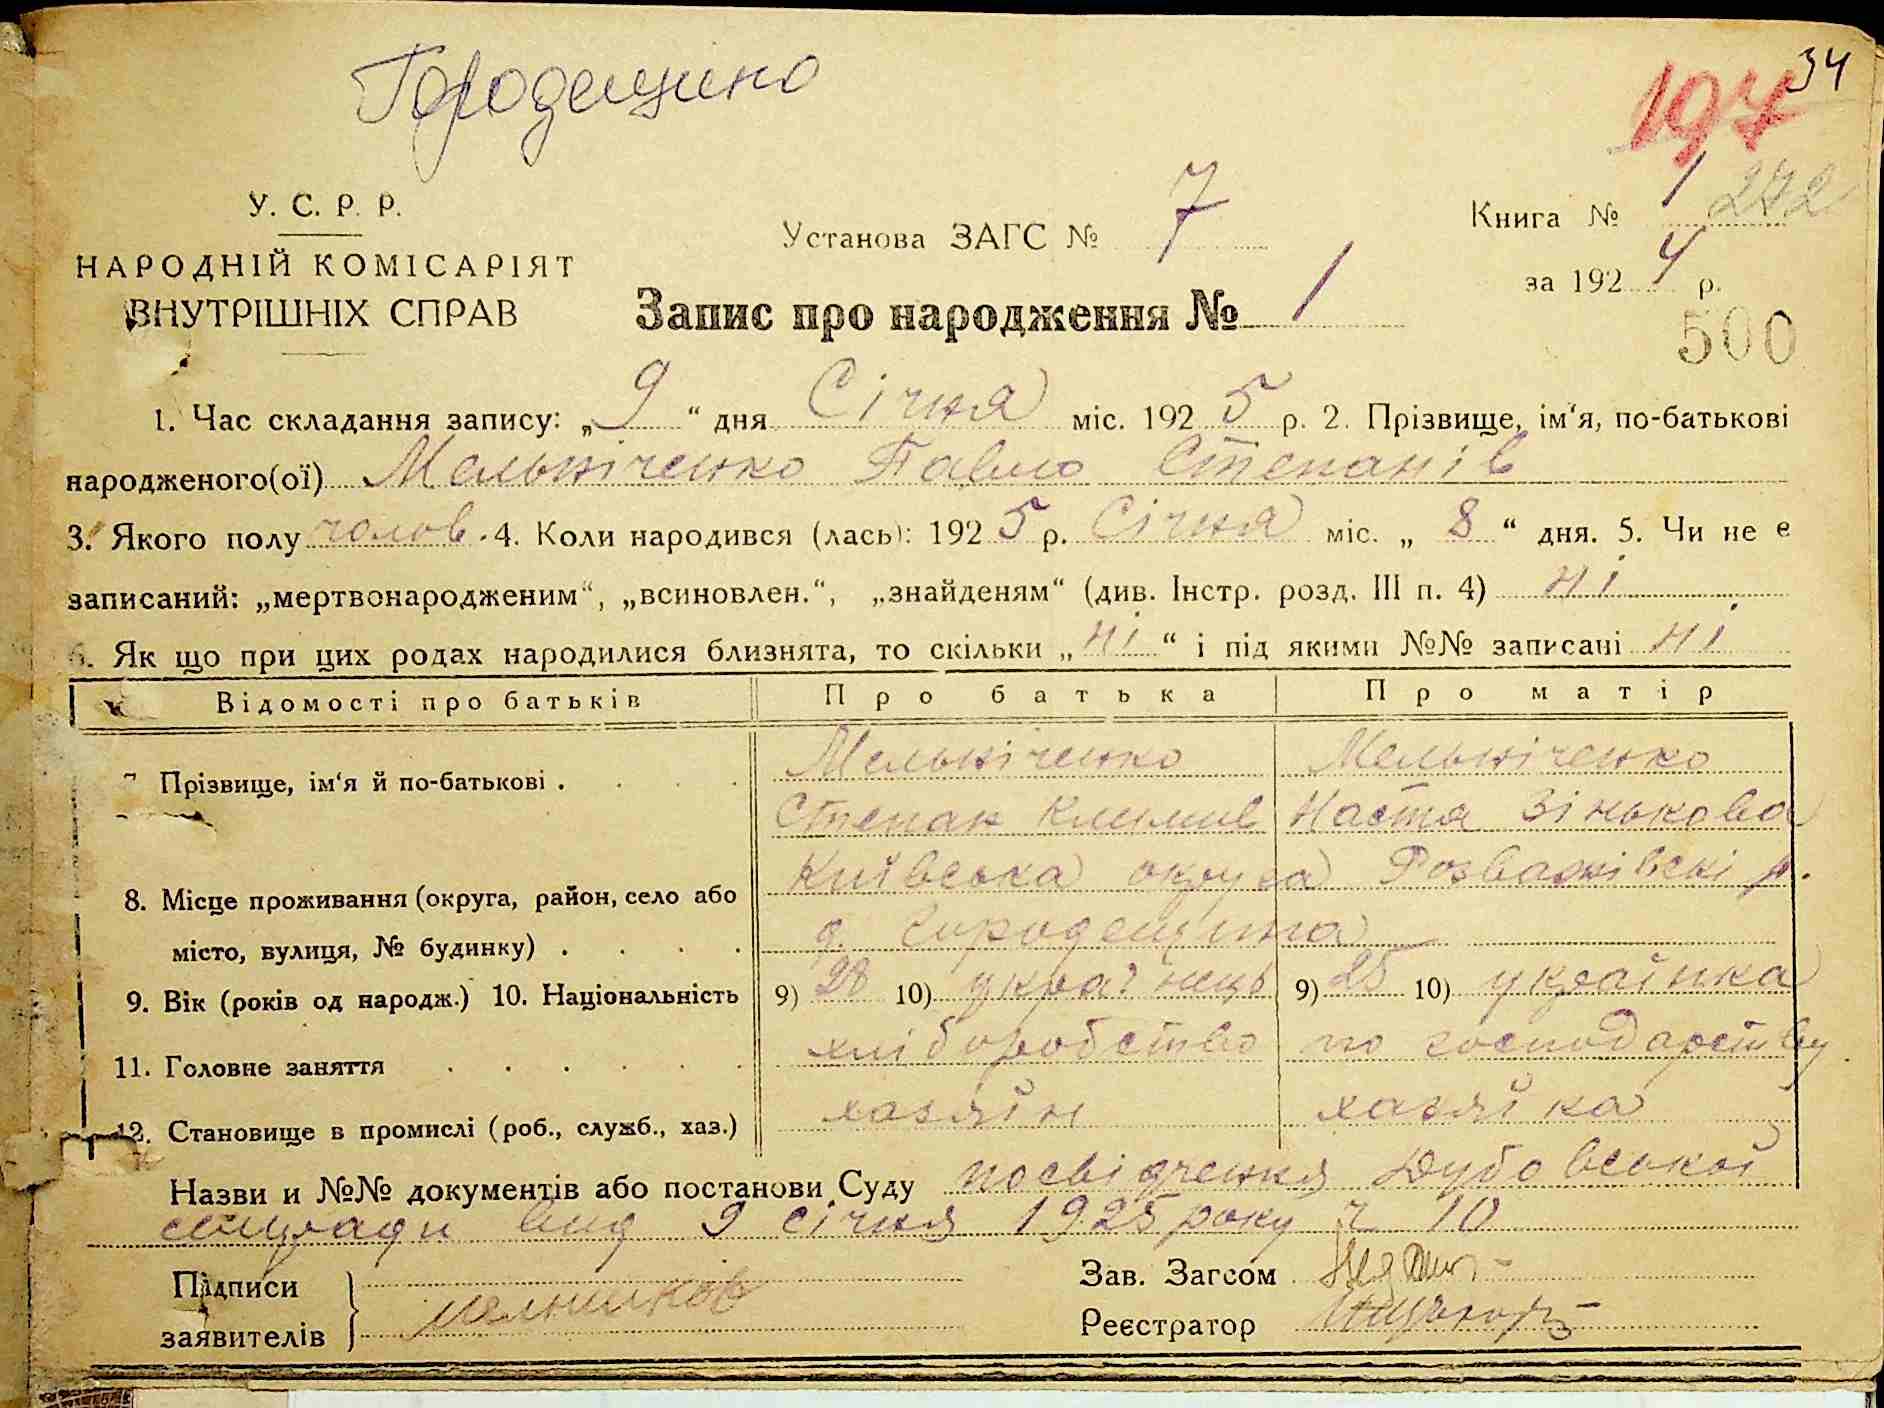 Городещино
34
197
У. С. Р. Р.
НАРОДНІЙ КОМІСАРІЯТ
ВНУТРІШНІХ СПРАВ
Установа ЗАГС № 7
Книга № 1 272
за 1924 р.
Запис про народження № 1
500
1. Час складання запису: „9“ дня Січня міс. 1925 р. 2. Прізвище, ім‘я, по-батькові
народженого(ої) Мельніченко Павло Степанів
3. Якого полу чолов. 4. Коли народився (лась): 1925 р. Січня міс. „8“ дня. 5. Чи не є
записаний: „мертвонародженим“, „всиновлен.“, „знайденям“ (див. Інстр. розд. III п. 4) ні
6. Як що при цих родах народилися близнята, то скільки „ні“ і під якими №№ записані ні
Відомості про батьків Про батька Про матір
7 Прізвище, ім‘я й по-батькові . Мельніченко Мельніченко
Степан Климів Настя Зінькова
8. Місце проживання (округа, район, село або Київська округа Розважівскі р.
місто, вулиця, № будинку) . д. Городещина
9. Вік (років од народж.) 10. Національність 9) 28 10) українець 9) 25 10) українка
11. Головне заняття хліборобство по господарству
12. Становище в промислі (роб., служб., хаз.) хазяїн хазяйка
Назви и №№ документів або постанови Суду посвідчення Дубовської
сільради від 9 січня 1925 року ч 10
Підписи
заявителів
Зав. Загсом
Реєстратор